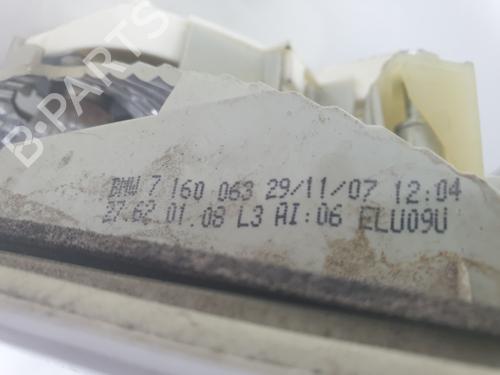 B-PARTS
BMW 7 160 063 29/11/07 12:04
27.62 01.08 L3 AI:06 ELU09U